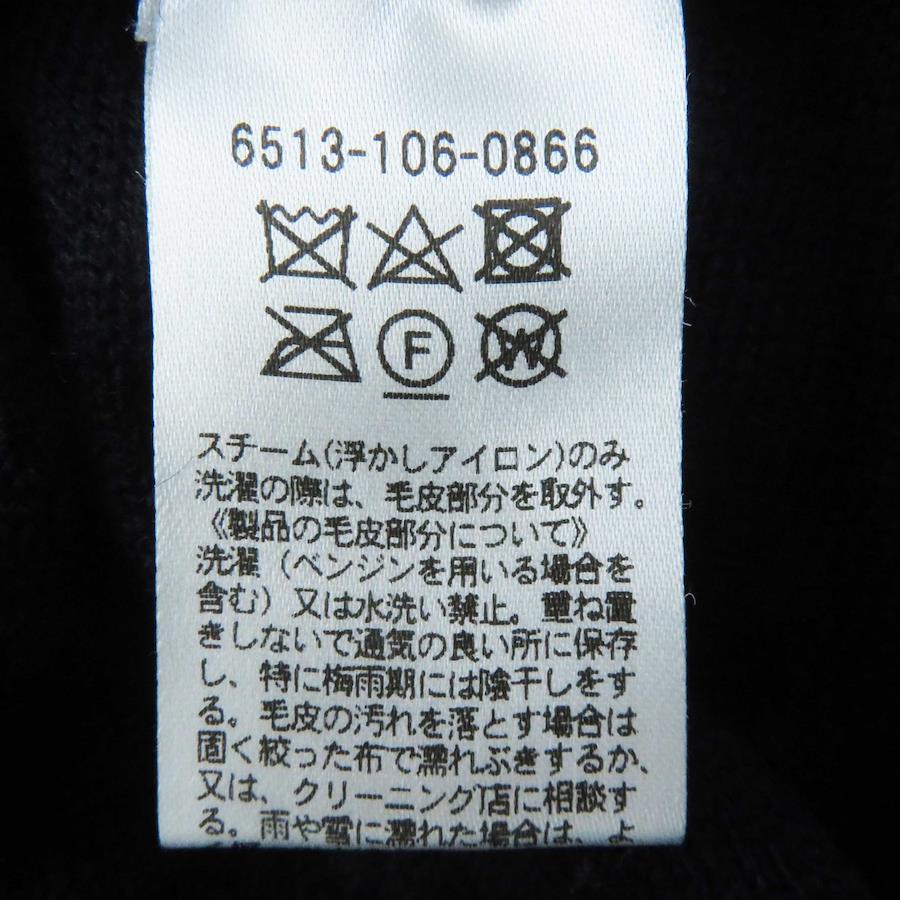 6513-106-0866
F
W
スチーム(浮かしアイロン)のみ
洗濯の際は、毛皮部分を取外す。
《製品の毛皮部分について》
洗濯(ベンジンを用いる場合を
含む)又は水洗い禁止。重ね置
きしないで通気の良い所に保存
し、特に梅雨期には陰干しをす
る。毛皮の汚れを落とす場合は
固く絞った布で濡れぶきするか、
又は、クリーニング店に相談す
る。雨や雪に濡れた場合は、よ